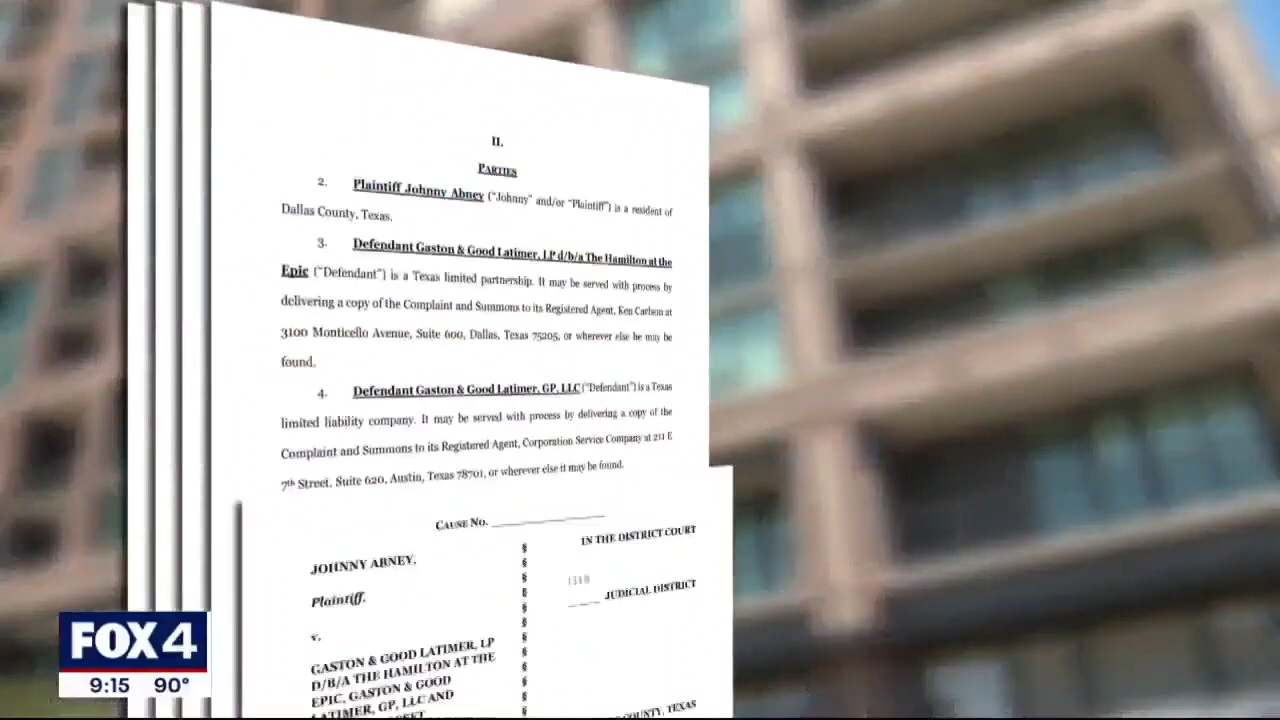 II.
PARTIES
2. Plaintiff Johnny Abney ("Johnny" and/or "Plaintiff") is a resident of
Dallas County, Texas.
3. Defendant Gaston & Good Latimer, LP d/b/a The Hamilton at the
Epic ("Defendant") is a Texas limited partnership. It may be served with process by
delivering a copy of the Complaint and Summons to its Registered Agent, Ken Carlson at
3100 Monticello Avenue, Suite 600, Dallas, Texas 75205, or wherever else he may be
found.
4. Defendant Gaston & Good Latimer, GP, LLC ("Defendant") is a Texas
limited liability company. It may be served with process by delivering a copy of the
Complaint and Summons to its Registered Agent, Corporation Service Company at 211 E
7th Street, Suite 620, Austin, Texas 78701, or wherever else it may be found.
CAUSE NO. ____________
JOHNNY ABNEY,
Plaintiff,
v.
GASTON & GOOD LATIMER, LP
D/B/A THE HAMILTON AT THE
EPIC, GASTON & GOOD
LATIMER, GP, LLC AND
§
§
§
§
§
§
§
§
§
§
§
§
IN THE DISTRICT COURT
____ JUDICIAL DISTRICT
COUNTY, TEXAS
FOX 4
9:15 90°